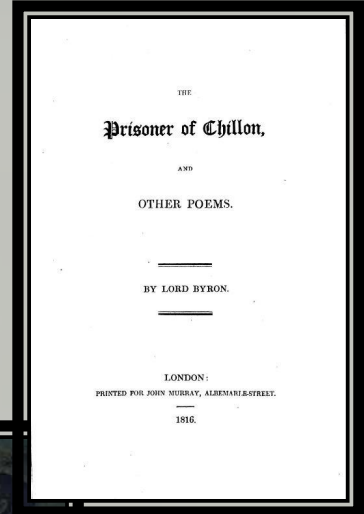 THE
Prisoner of Chillon,
AND
OTHER POEMS.
BY LORD BYRON.
LONDON:
PRINTED FOR JOHN MURRAY, ALBEMARLE-STREET.
1816.